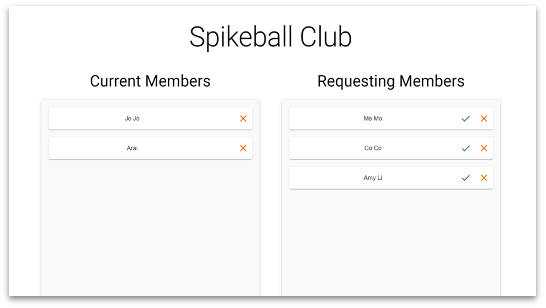 Spikeball Club
Current Members
Jo Jo
Arai
Requesting Members
Mo Mo
Co Co
Amy Li